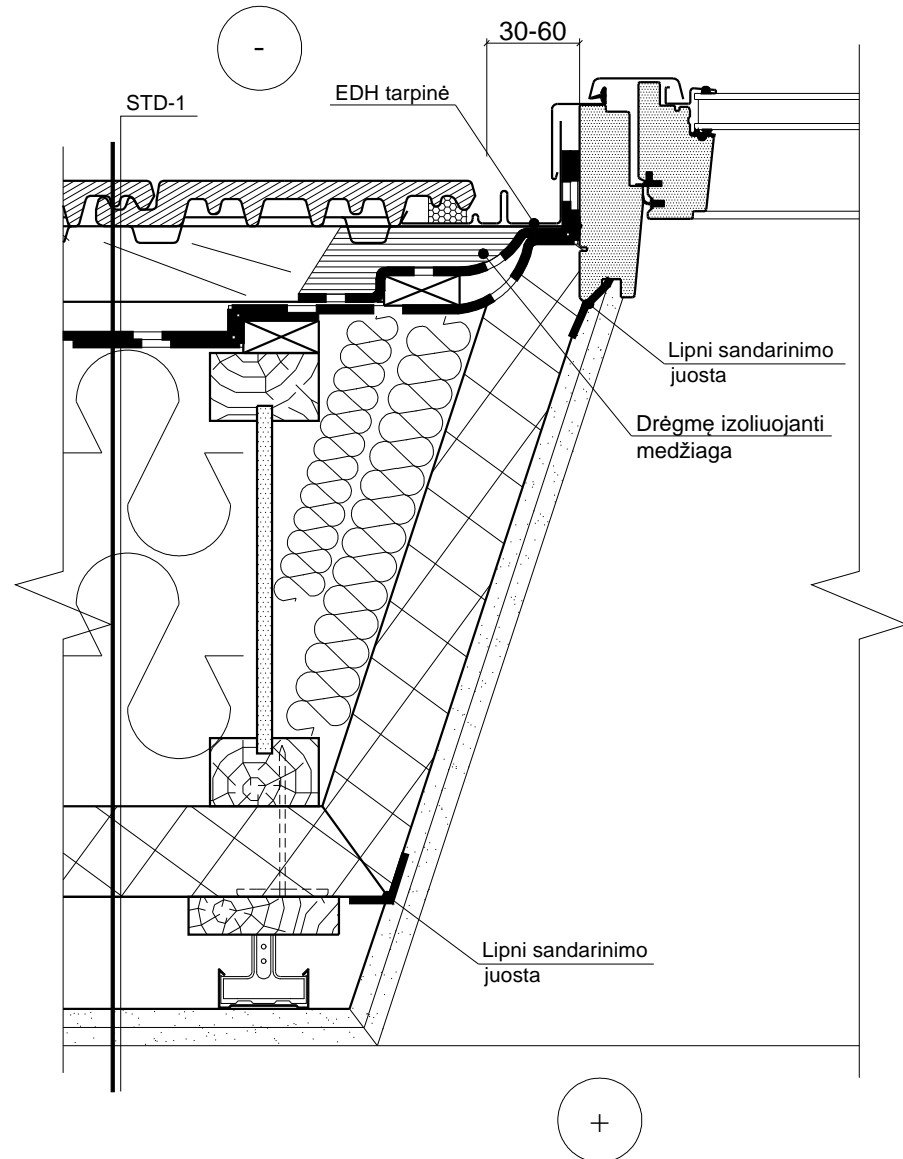 30-60
-
STD-1
EDH tarpinė
Lipni sandarinimo
juosta
Drėgmę izoliuojanti
medžiaga
Lipni sandarinimo
juosta
+